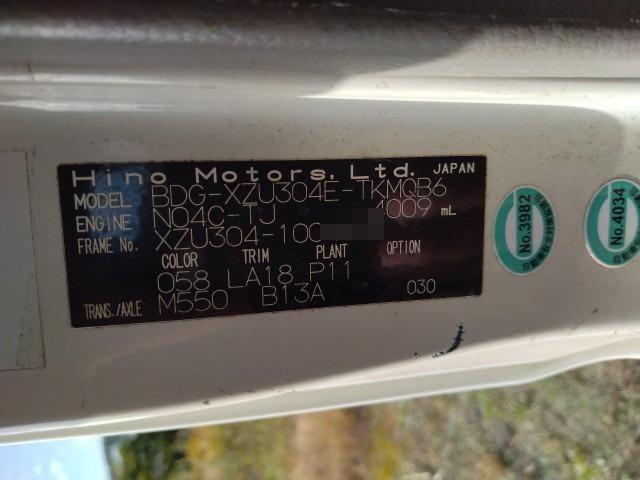 Hino Motors, Ltd. JAPAN
MODEL BDG-XZU304E-TKMQB6
ENGINE N04C-TJ 4009 mL
FRAME No. XZU304-100
COLOR TRIM PLANT OPTION
058 LA18 P11
TRANS./AXLE M550 B13A 030
No.3982
No.4034